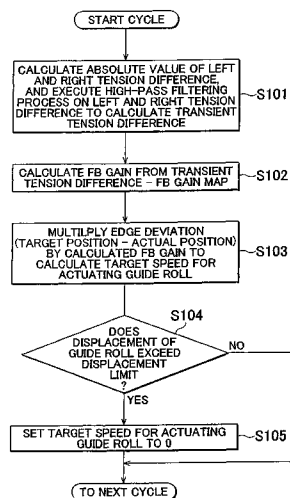 START CYCLE
CALCULATE ABSOLUTE VALUE OF LEFT
AND RIGHT TENSION DIFFERENCE,
AND EXECUTE HIGH-PASS FILTERING
PROCESS ON LEFT AND RIGHT TENSION
DIFFERENCE TO CALCULATE TRANSIENT
TENSION DIFFERENCE
S101
CALCULATE FB GAIN FROM TRANSIENT
TENSION DIFFERENCE – FB GAIN MAP
S102
MULTILPLY EDGE DEVIATION
(TARGET POSITION – ACTUAL POSITION)
BY CALCULATED FB GAIN TO
CALCULATE TARGET SPEED FOR
ACTUATING GUIDE ROLL
S103
S104
DOES
DISPLACEMENT OF
GUIDE ROLL EXCEED
DISPLACEMENT
LIMIT
?
NO
YES
SET TARGET SPEED FOR ACTUATING
GUIDE ROLL TO 0
S105
TO NEXT CYCLE